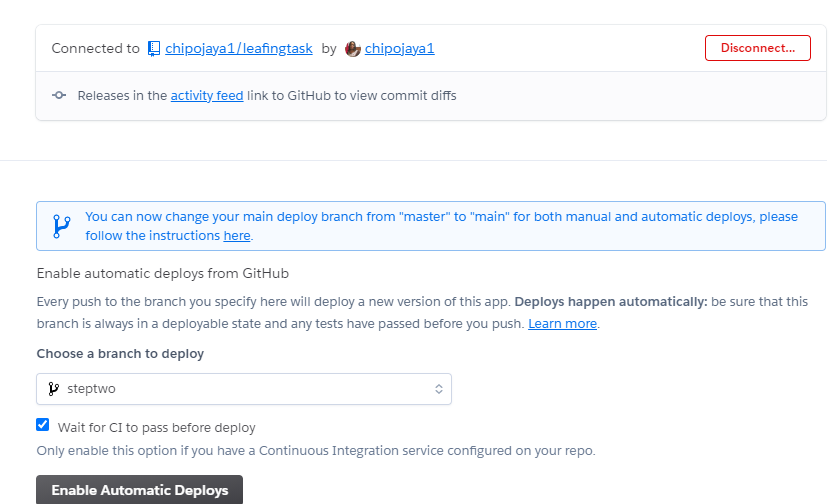 Connected to chipojaya1/leafingtask by chipojaya1 Disconnect...
Releases in the activity feed link to GitHub to view commit diffs
You can now change your main deploy branch from "master" to "main" for both manual and automatic deploys, please
follow the instructions here.
Enable automatic deploys from GitHub
Every push to the branch you specify here will deploy a new version of this app. Deploys happen automatically: be sure that this
branch is always in a deployable state and any tests have passed before you push. Learn more.
Choose a branch to deploy
steptwo
Wait for CI to pass before deploy
Only enable this option if you have a Continuous Integration service configured on your repo.
Enable Automatic Deploys